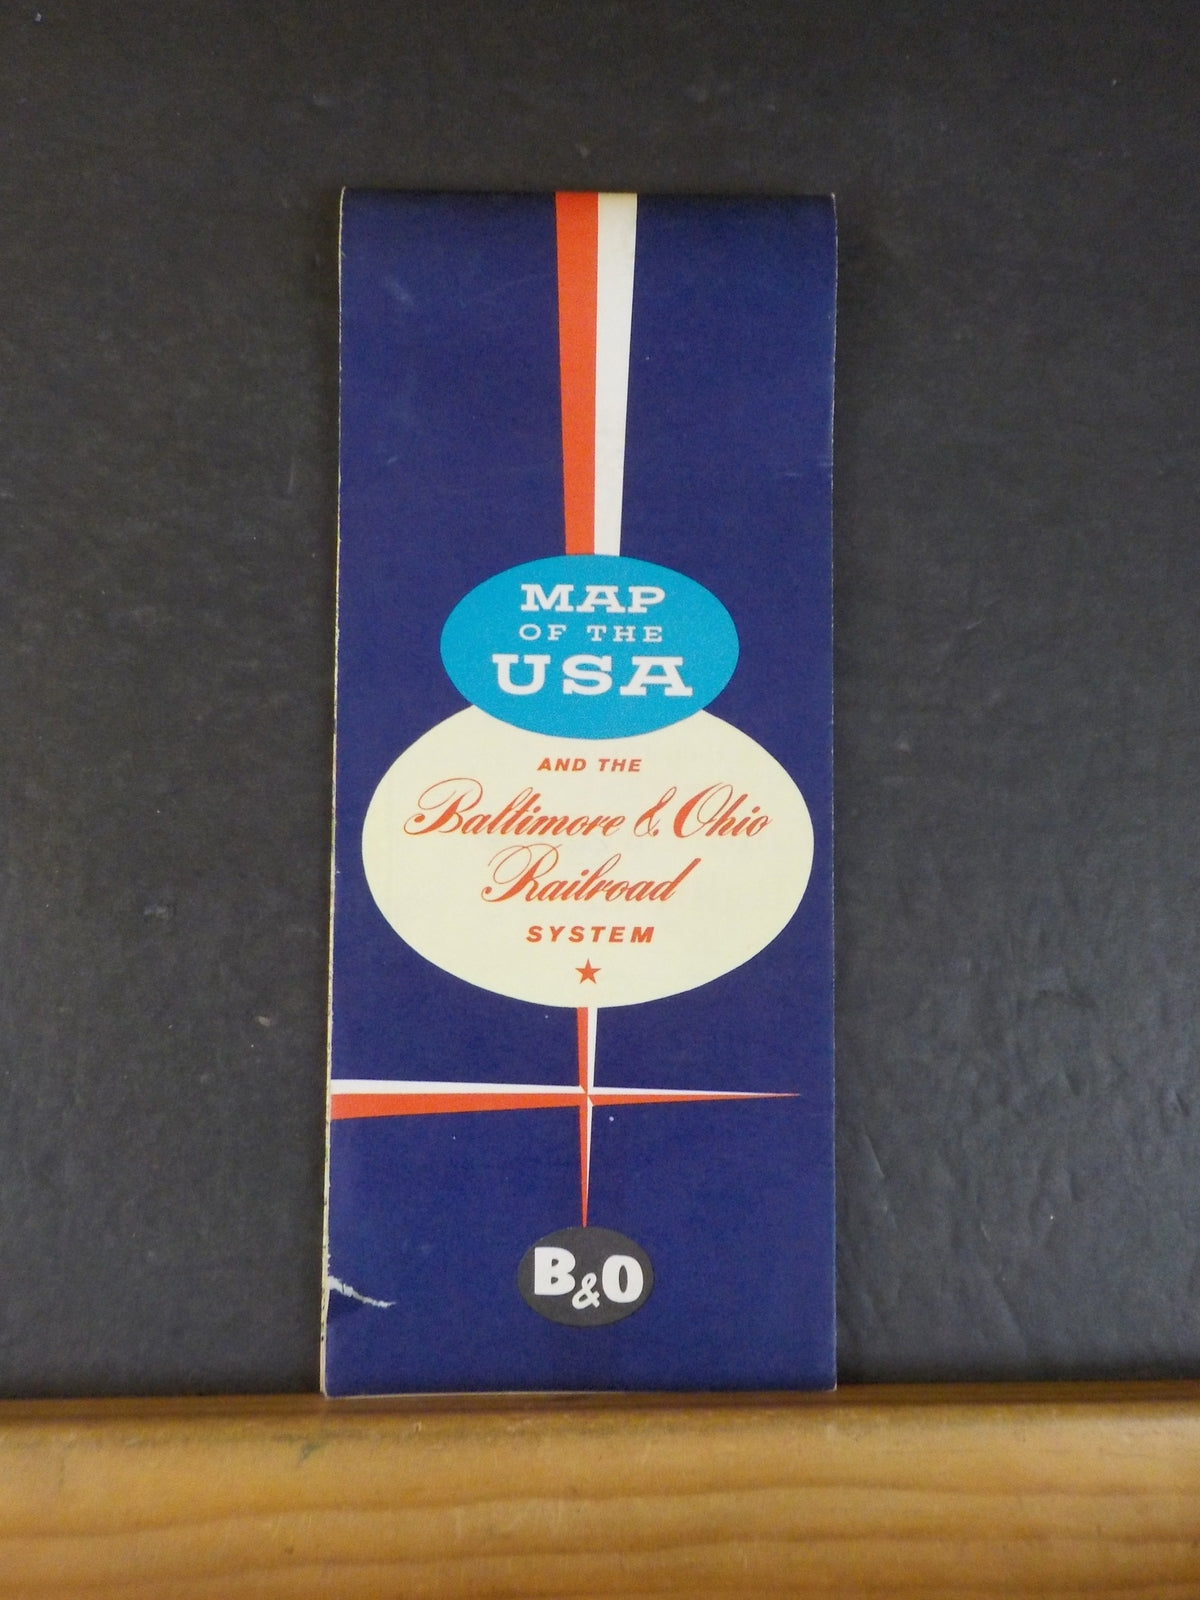 MAP
OF THE
USA
AND THE
Baltimore & Ohio
Railroad
SYSTEM
B&O